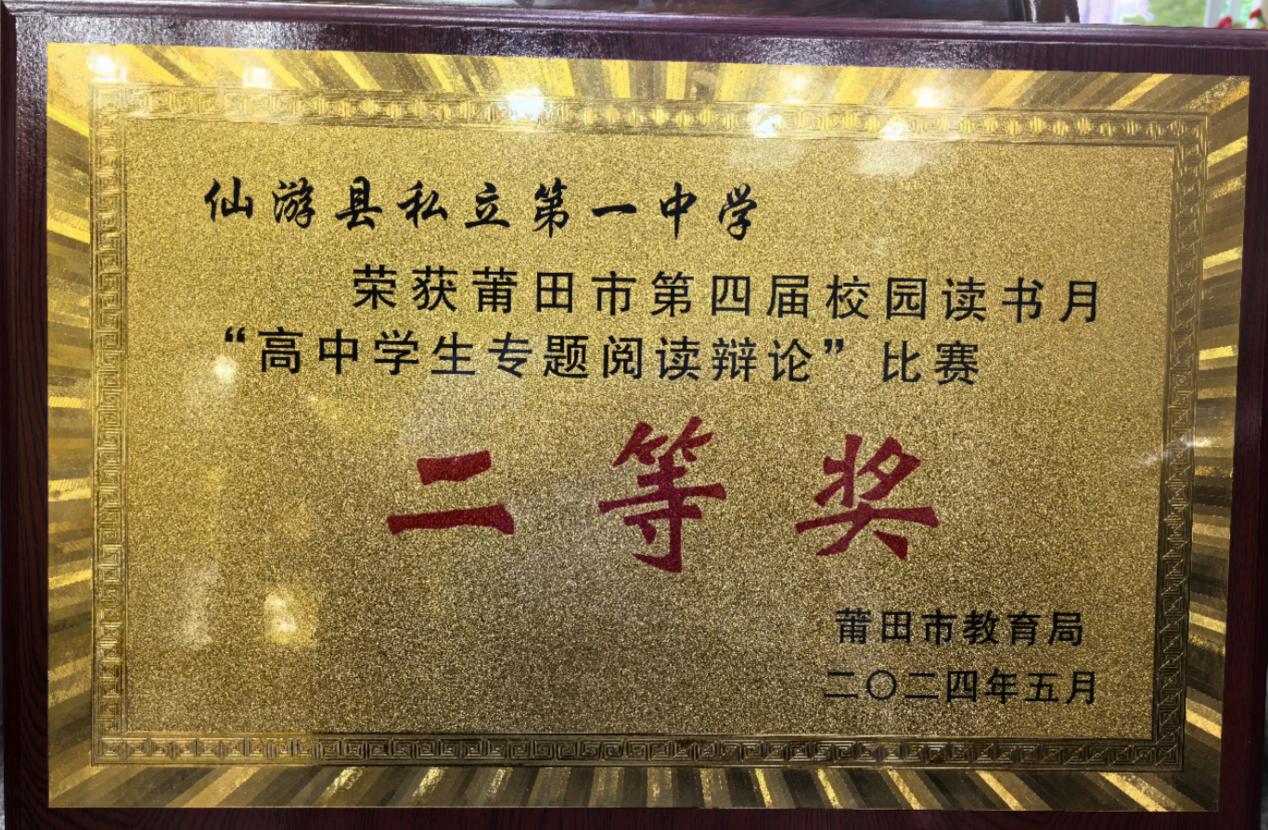 仙游县私立第一中学
荣获莆田市第四届校园读书月
“高中学生专题阅读辩论”比赛
二等奖
莆田市教育局
二〇二四年五月